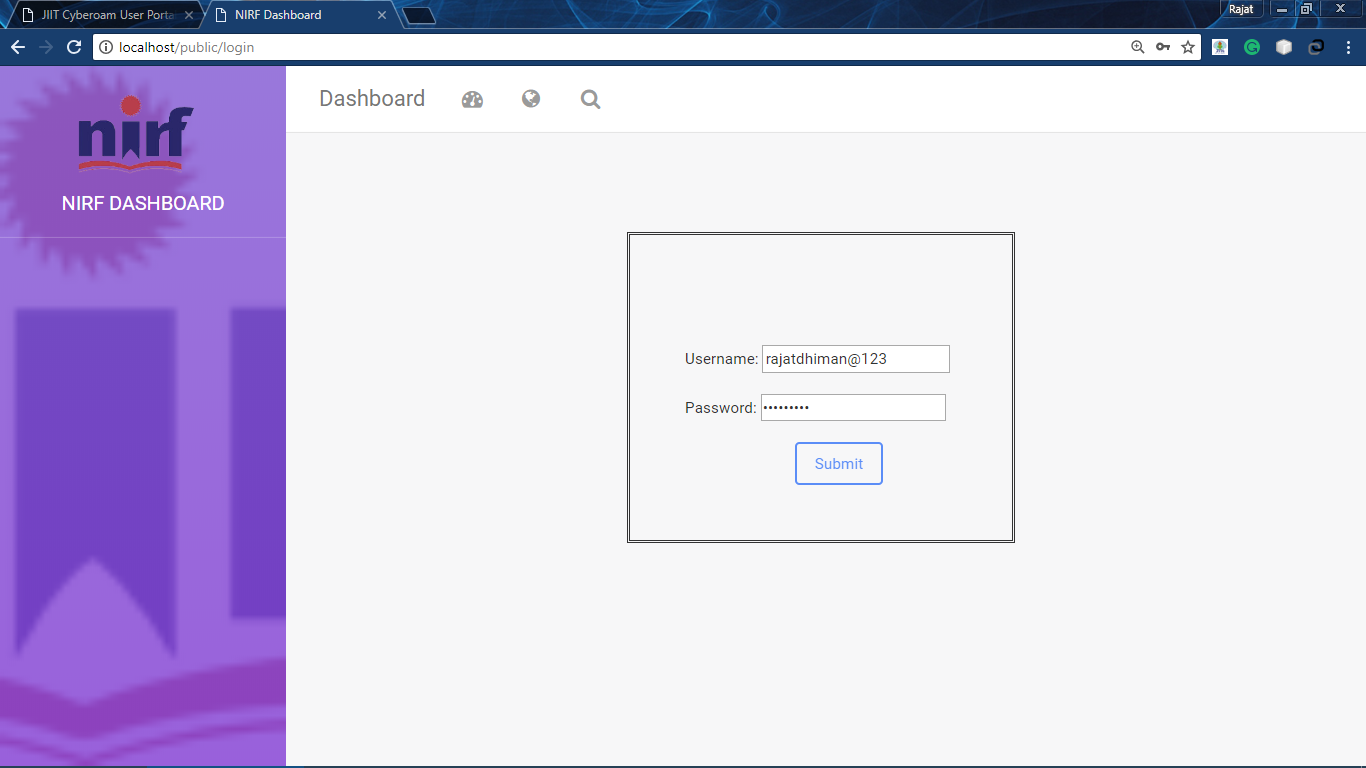 JIIT Cyberoam User Porta
NIRF Dashboard
Rajat
localhost/public/login
nirf
NIRF DASHBOARD
Dashboard
Username: rajatdhiman@123
Password: •••••••••
Submit